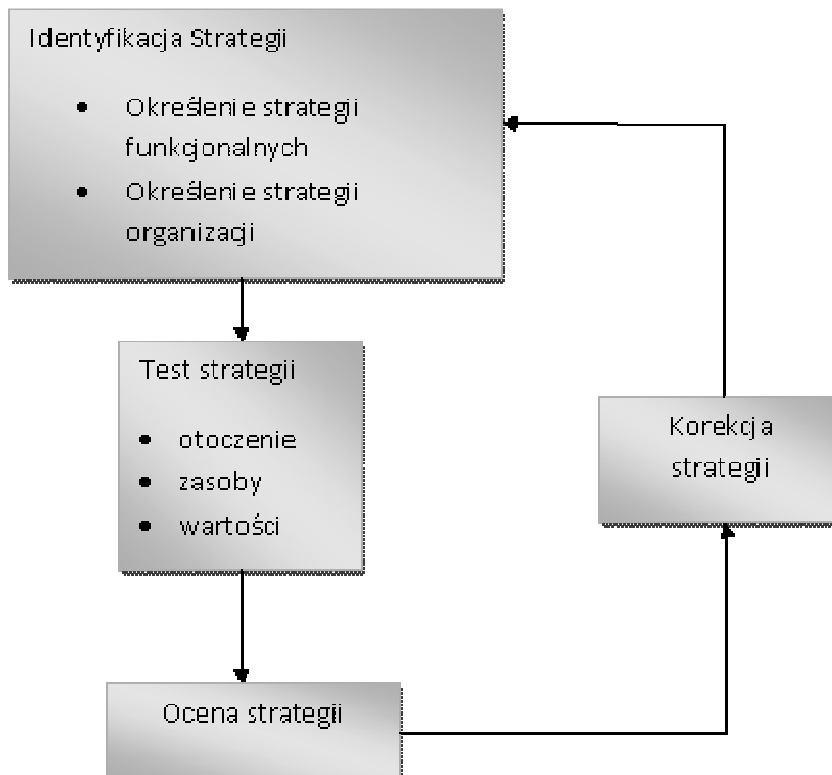 Identyfikacja Strategii
• Określenie strategii
funkcjonalnych
• Określenie strategii
organizacji
Test strategii
• otoczenie
• zasoby
• wartości
Korekcja
strategii
Ocena strategii